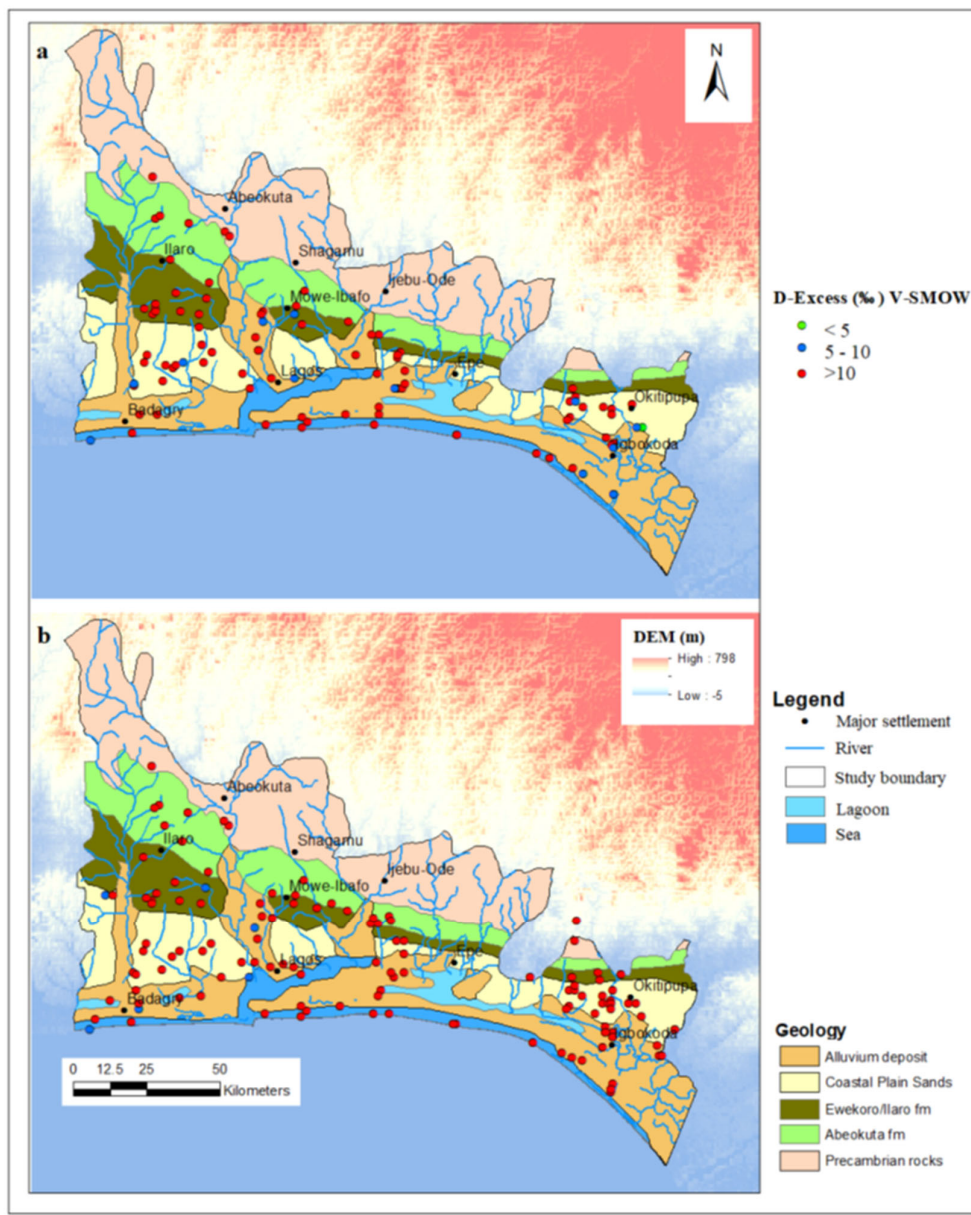 a
N
Abeokuta
Ilaro
Shagamu
Ijebu-Ode
Mowe-Ibafo
Lagos
Epe
Okitipupa
Badagry
Igbokoda
D-Excess (‰ ) V-SMOW
< 5
5 - 10
>10
b
DEM (m)
High : 798
Low : -5
Abeokuta
Ilaro
Shagamu
Ijebu-Ode
Mowe-Ibafo
Lagos
Epe
Okitipupa
Badagry
Igbokoda
0 12.5 25 50
Kilometers
Legend
Major settlement
River
Study boundary
Lagoon
Sea
Geology
Alluvium deposit
Coastal Plain Sands
Ewekoro/Ilaro fm
Abeokuta fm
Precambrian rocks